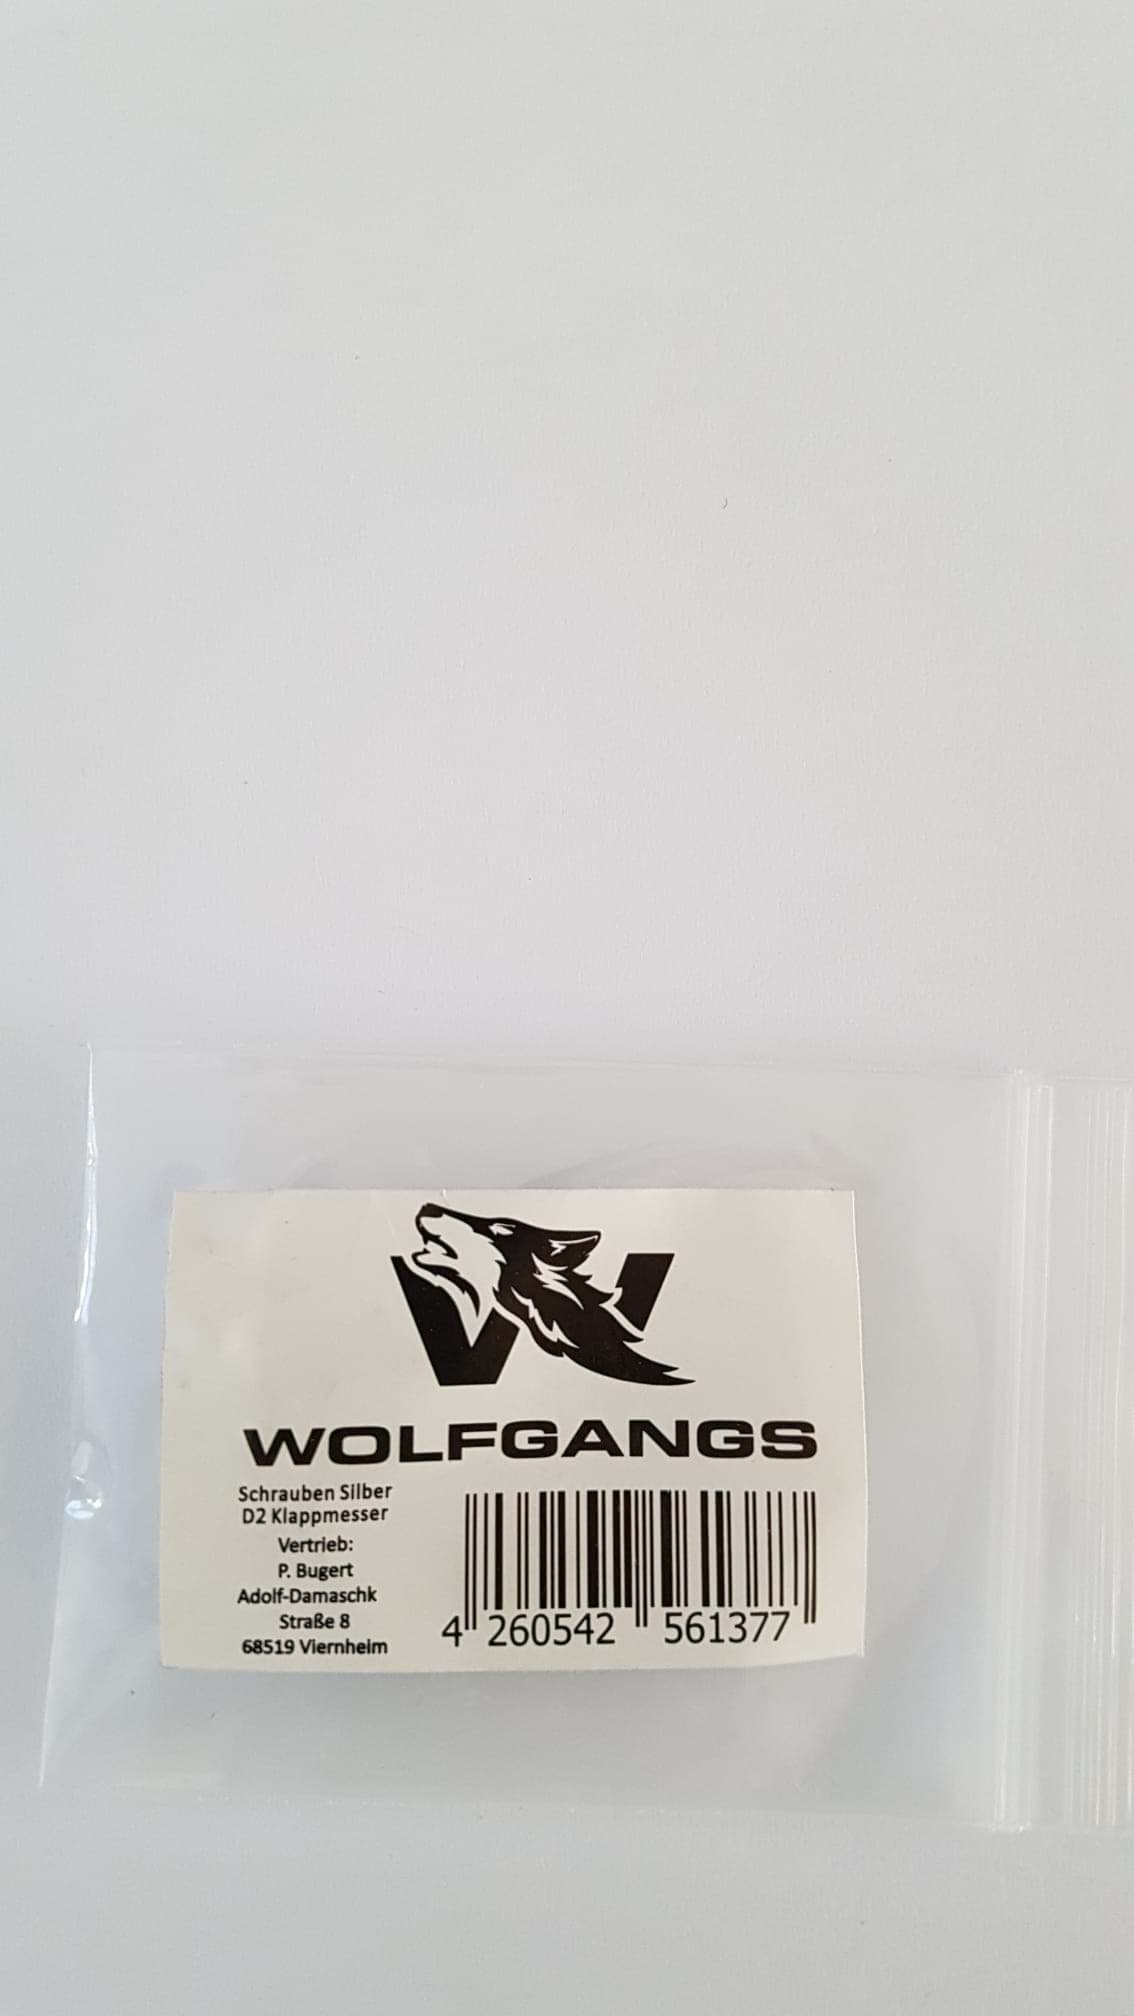 WOLFGANGS
Schrauben Silber
D2 Klappmesser
Vertrieb:
P. Bugert
Adolf-Damaschk
Straße 8
68519 Viernheim
4 260542 561377